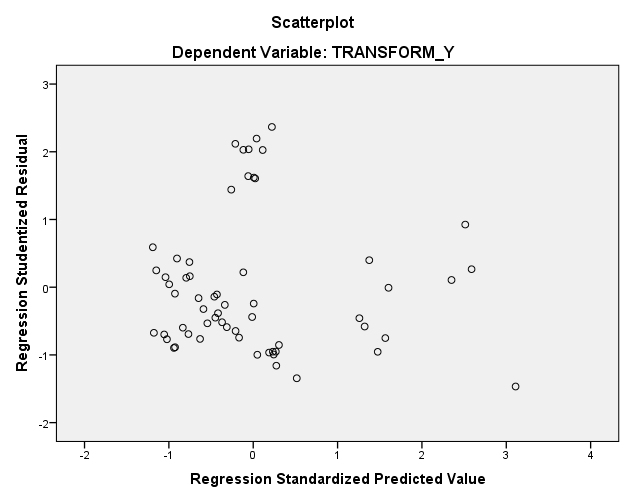 Scatterplot
Dependent Variable: TRANSFORM_Y
Regression Studentized Residual
3
2
1
0
-1
-2
-2 -1 0 1 2 3 4
Regression Standardized Predicted Value